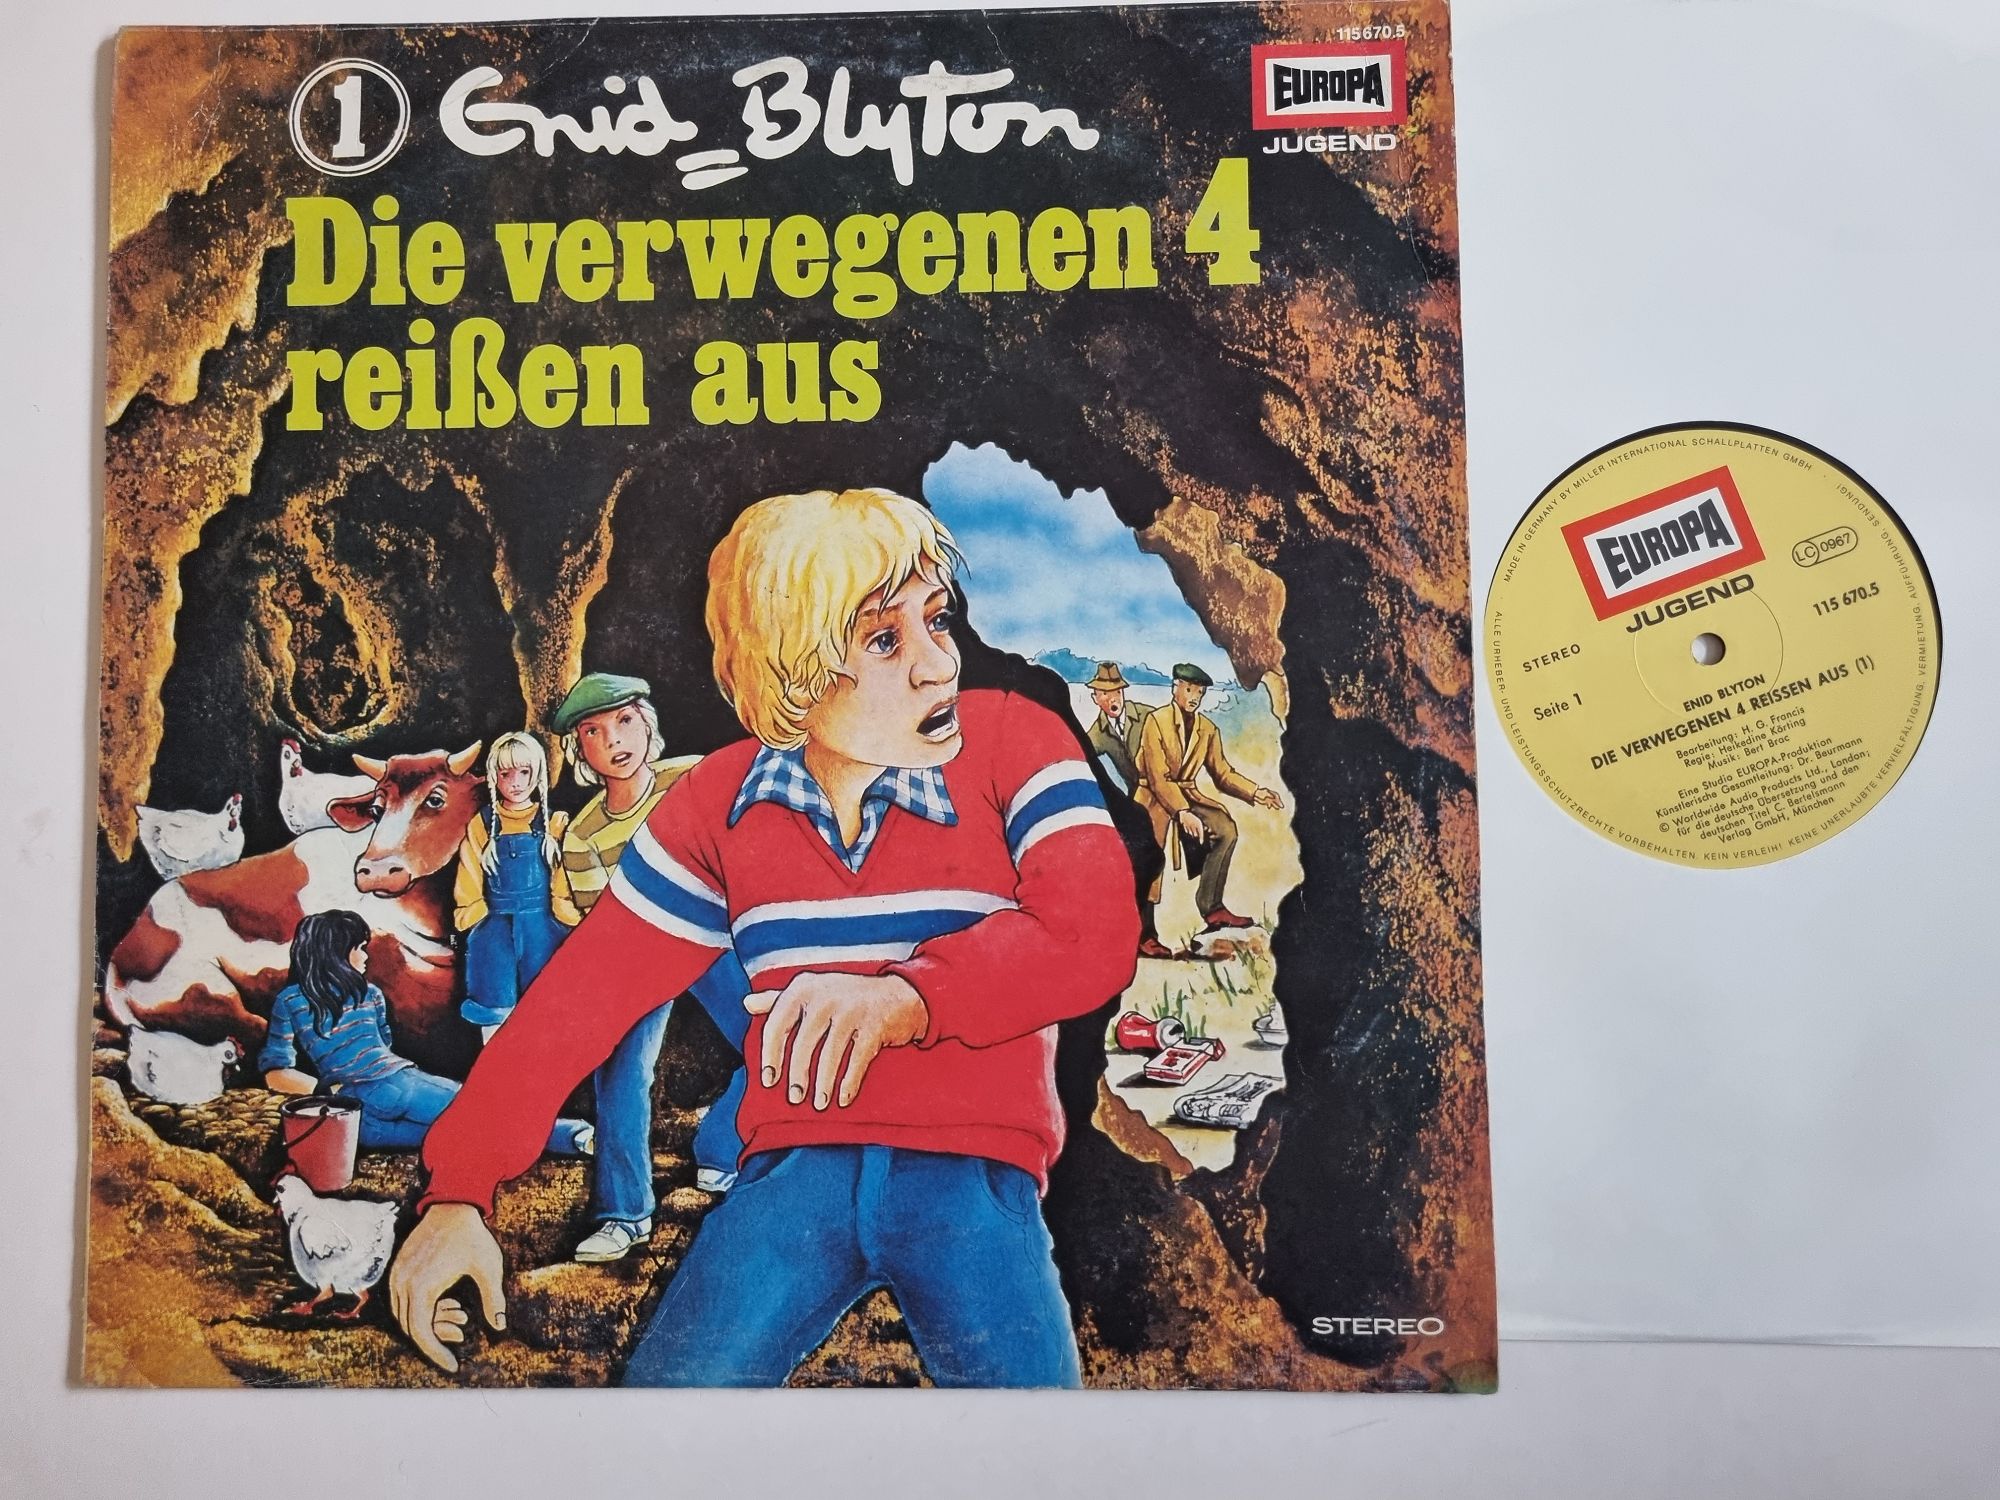 115670.5
1 Enid Blyton
EUROPA
JUGEND
Die verwegenen 4
reißen aus
STEREO
MADE IN GERMANY BY MILLER INTERNATIONAL SCHALLPLATTEN GMBH
EUROPA
JUGEND
LC 0967
115 670.5
STEREO
Seite 1
ENID BLYTON
DIE VERWEGENEN 4 REISSEN AUS (1)
Bearbeitung: H. G. Francis
Regie: Heikedine Körting
Musik: Bert Brac
Eine Studio EUROPA-Produktion
Künstlerische Gesamtleitung: Dr. Beurmann
© Worldwide Audio Products Ltd., London;
für die deutsche Übersetzung und den
deutschen Titel C. Bertelsmann
Verlag GmbH, München
ALLE URHEBER- UND LEISTUNGSSCHUTZRECHTE VORBEHALTEN. KEIN VERLEIH! KEINE UNERLAUBTE VERVIELFÄLTIGUNG, VERMIETUNG, AUFFÜHRUNG, SENDUNG!